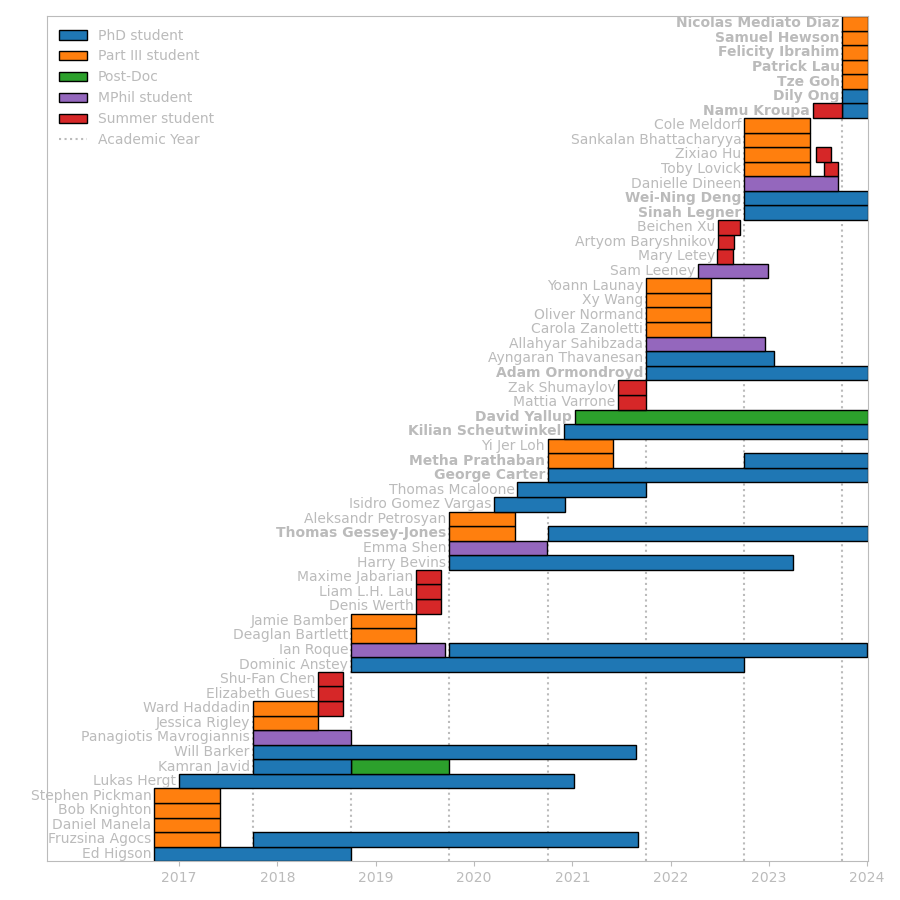 PhD student
Part III student
Post-Doc
MPhil student
Summer student
Academic Year
Nicolas Mediato Diaz
Samuel Hewson
Felicity Ibrahim
Patrick Lau
Tze Goh
Dily Ong
Namu Kroupa
Cole Meldorf
Sankalan Bhattacharyya
Zixiao Hu
Toby Lovick
Danielle Dineen
Wei-Ning Deng
Sinah Legner
Beichen Xu
Artyom Baryshnikov
Mary Letey
Sam Leeney
Yoann Launay
Xy Wang
Oliver Normand
Carola Zanoletti
Allahyar Sahibzada
Ayngaran Thavanesan
Adam Ormondroyd
Zak Shumaylov
Mattia Varrone
David Yallup
Kilian Scheutwinkel
Yi Jer Loh
Metha Prathaban
George Carter
Thomas Mcaloone
Isidro Gomez Vargas
Aleksandr Petrosyan
Thomas Gessey-Jones
Emma Shen
Harry Bevins
Maxime Jabarian
Liam L.H. Lau
Denis Werth
Jamie Bamber
Deaglan Bartlett
Ian Roque
Dominic Anstey
Shu-Fan Chen
Elizabeth Guest
Ward Haddadin
Jessica Rigley
Panagiotis Mavrogiannis
Will Barker
Kamran Javid
Lukas Hergt
Stephen Pickman
Bob Knighton
Daniel Manela
Fruzsina Agocs
Ed Higson
2017 2018 2019 2020 2021 2022 2023 2024